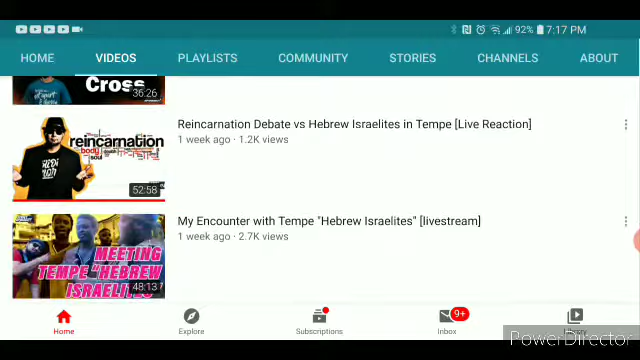 92% 7:17 PM
HOME VIDEOS PLAYLISTS COMMUNITY STORIES CHANNELS ABOUT
Cross
36:26
Reincarnation Debate vs Hebrew Israelites in Tempe [Live Reaction]
1 week ago · 1.2K views
reincarnation
body
soul
52:58
My Encounter with Tempe "Hebrew Israelites" [livestream]
1 week ago · 2.7K views
MEETING
TEMPE "HEBREW
ISRAELITES"
48:13
9+
Home Explore Subscriptions Inbox Library
PowerDirector